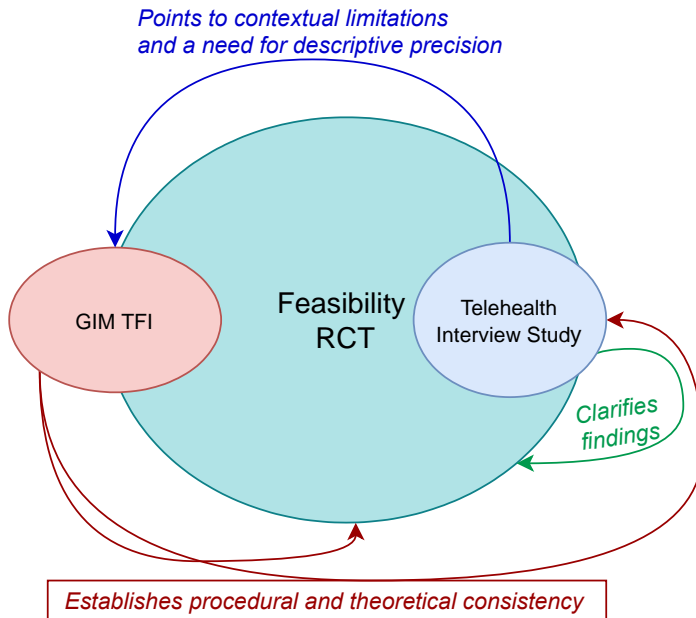 Points to contextual limitations
and a need for descriptive precision
GIM TFI
Feasibility
RCT
Telehealth
Interview Study
Clarifies
findings
Establishes procedural and theoretical consistency